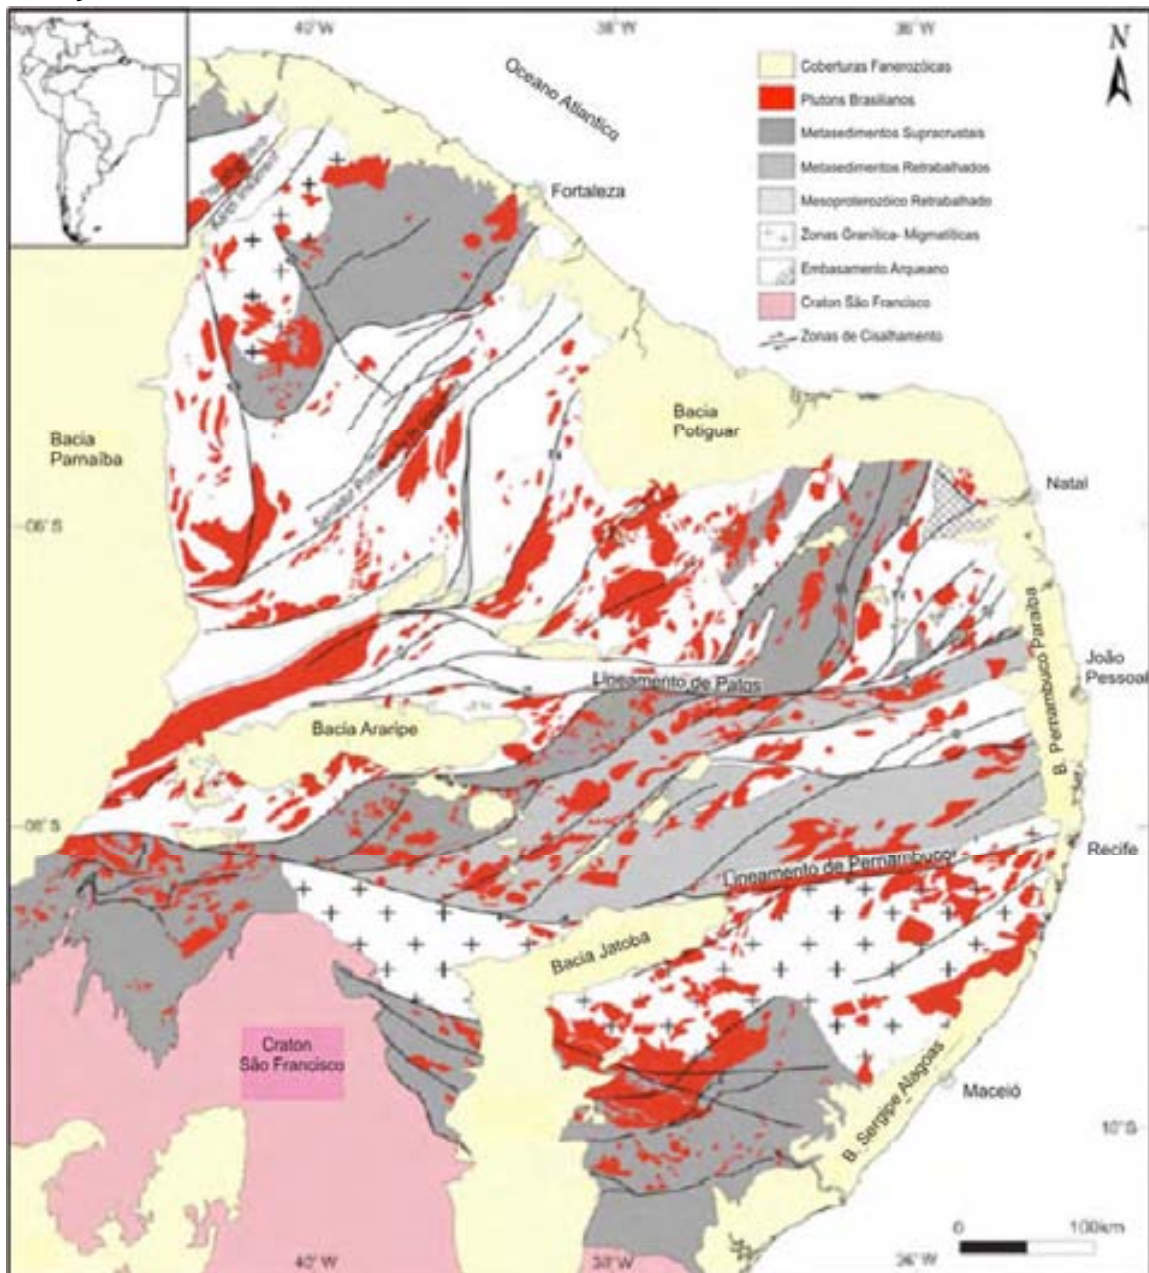 40° W
38° W
36° W
N
Oceano Atlantico
Coberturas Fanerozóicas
Plutons Brasilianos
Metasedimentos Supracrustais
Metasedimentos Retrabalhados
Mesoproterozóico Retrabalhado
Zonas Granítica- Migmatíticas
Embasamento Arqueano
Craton São Francisco
Zonas de Cisalhamento
Fortaleza
Bacia
Potiguar
Bacia
Parnaíba
Natal
06° S
B. Pernambuco Paraíba
João
Pessoal
Lineamento de Patos
Bacia Araripe
08° S
Recife
Lineamento de Pernambuco
Bacia Jatoba
Craton
São Francisco
Maceió
B. Sergipe Alagoas
10° S
0
100km
40° W
38° W
36° W